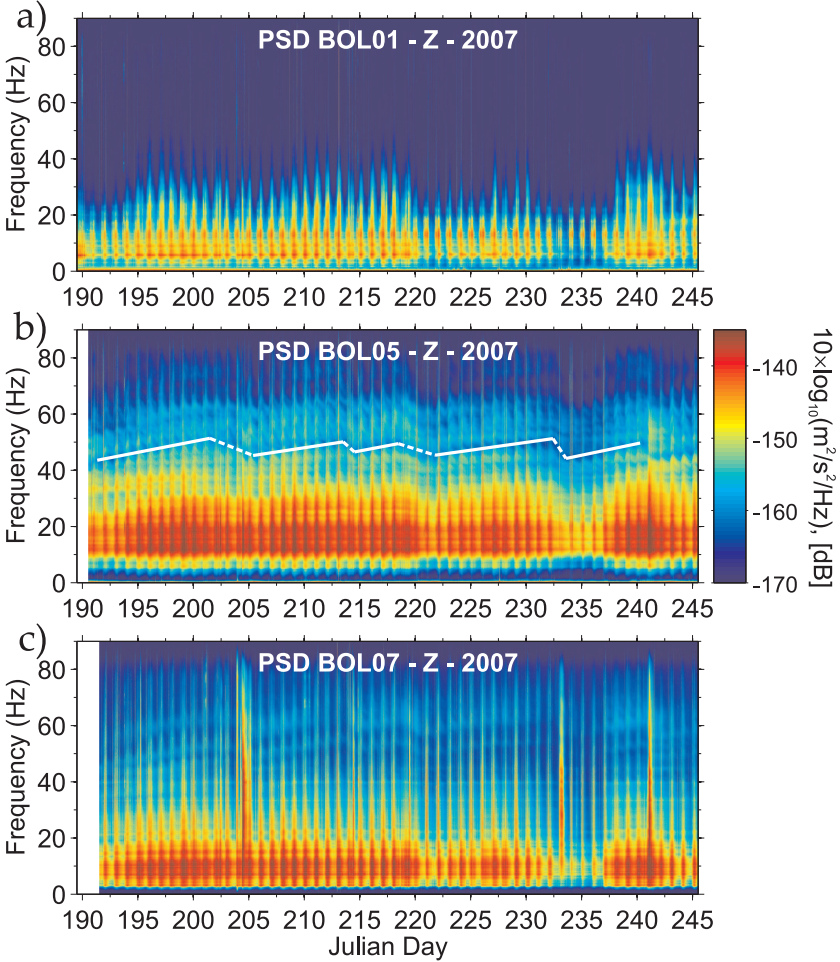 a)
PSD BOL01 - Z - 2007
Frequency (Hz)
80
60
40
20
0
190 195 200 205 210 215 220 225 230 235 240 245
b)
PSD BOL05 - Z - 2007
Frequency (Hz)
80
60
40
20
0
190 195 200 205 210 215 220 225 230 235 240 245
-140
-150
-160
-170
10×log10(m2/s2/Hz), [dB]
c)
PSD BOL07 - Z - 2007
Frequency (Hz)
80
60
40
20
0
190 195 200 205 210 215 220 225 230 235 240 245
Julian Day